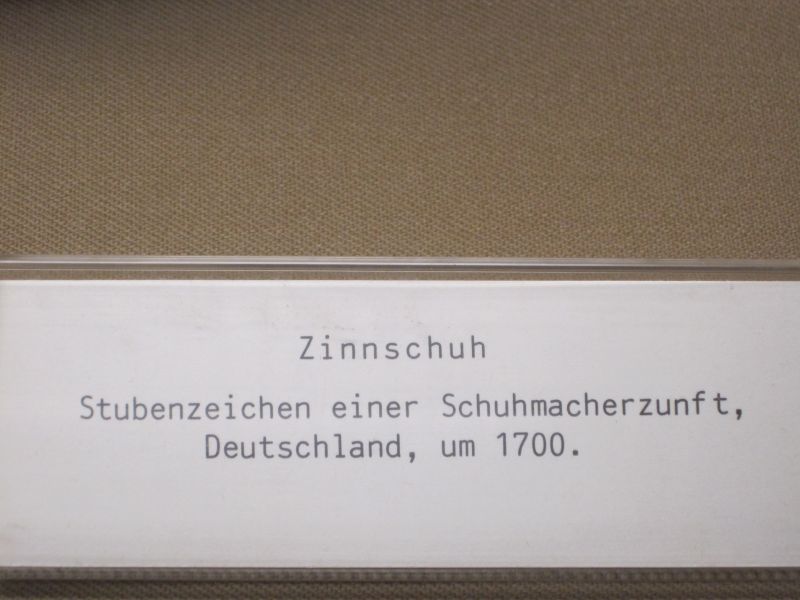 Zinnschuh
Stubenzeichen einer Schuhmacherzunft,
Deutschland, um 1700.